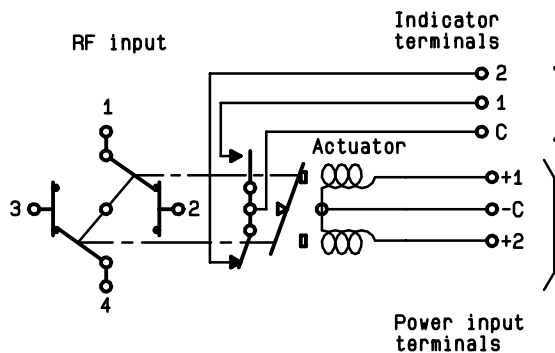 Indicator
terminals
RF input
2
1
C
1
Actuator
+1
3
2
-C
+2
4
Power input
terminals